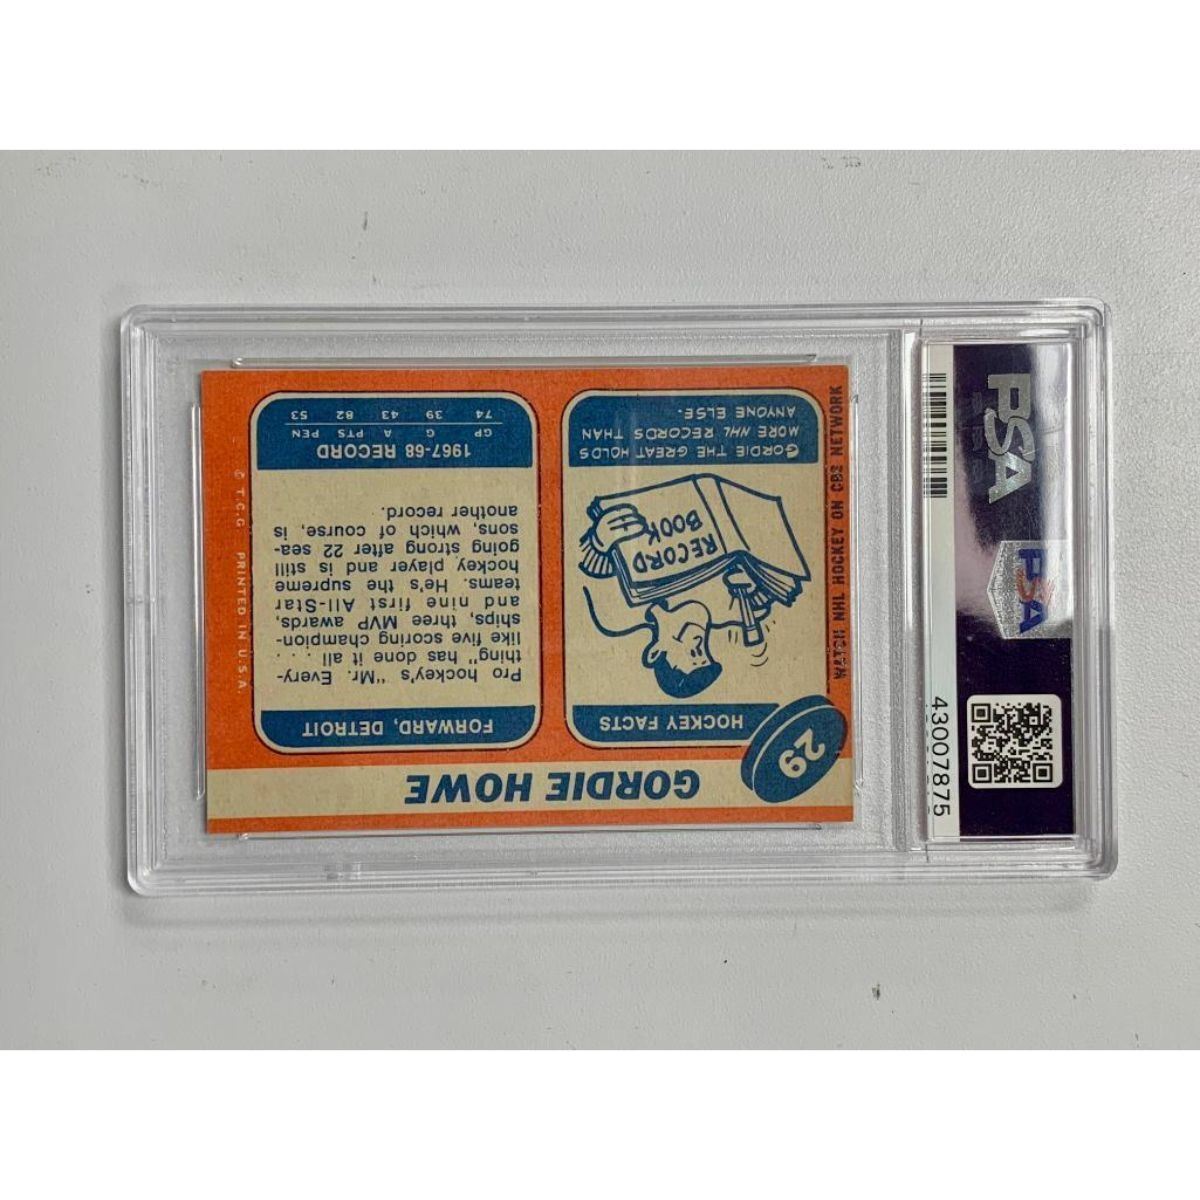 GORDIE HOWE
29
HOCKEY FACTS
RECORD
BOOK
GORDIE THE GREAT HOLDS
MORE NHL RECORDS THAN
ANYONE ELSE.
FORWARD, DETROIT
Pro hockey's "Mr. Every-
thing" has done it all . . .
like five scoring champion-
ships, three MVP awards,
and nine first All-Star
teams. He's the supreme
hockey player and is still
going strong after 22 sea-
sons, which of course, is
another record.
1967-68 RECORD
GP G A PTS PEN
74 39 43 82 53
WATCH NHL HOCKEY ON CBS NETWORK
© T.C.G. PRINTED IN U.S.A.
PSA
PSA
43007875